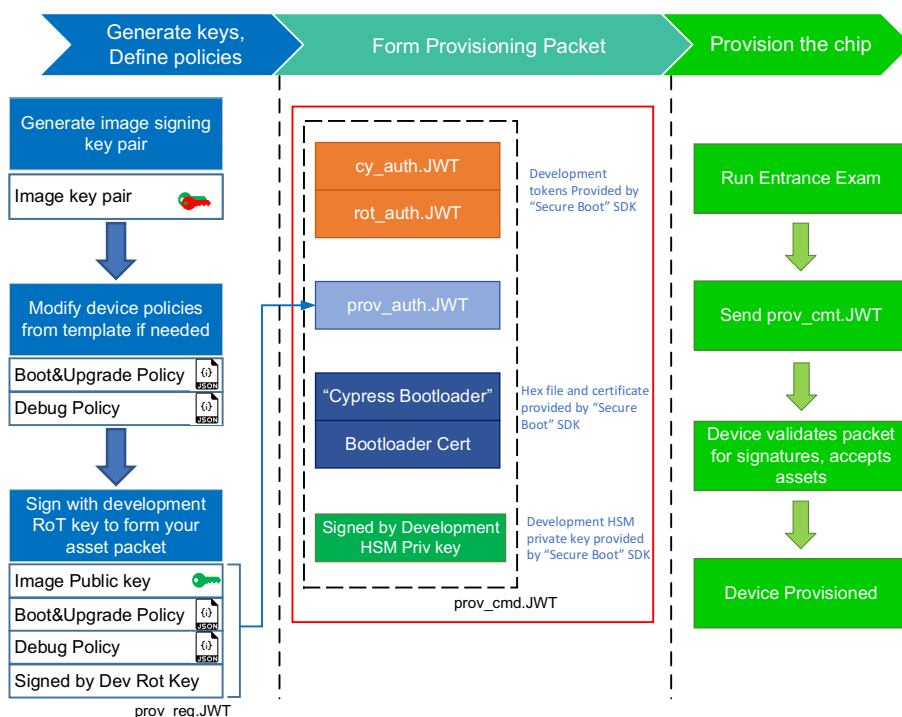 Generate keys,
Define policies
Form Provisioning Packet
Provision the chip
Generate image signing
key pair
Image key pair
Modify device policies
from template if needed
Boot&Upgrade Policy
{i}
JSON
Debug Policy
{i}
JSON
Sign with development
RoT key to form your
asset packet
Image Public key
Boot&Upgrade Policy
{i}
JSON
Debug Policy
{i}
JSON
Signed by Dev Rot Key
prov_req.JWT
cy_auth.JWT
rot_auth.JWT
Development
tokens Provided by
“Secure Boot” SDK
prov_auth.JWT
“Cypress Bootloader”
Bootloader Cert
Hex file and certificate
provided by “Secure
Boot” SDK
Signed by Development
HSM Priv key
Development HSM
private key provided
by “Secure Boot” SDK
prov_cmd.JWT
Run Entrance Exam
Send prov_cmt.JWT
Device validates packet
for signatures, accepts
assets
Device Provisioned